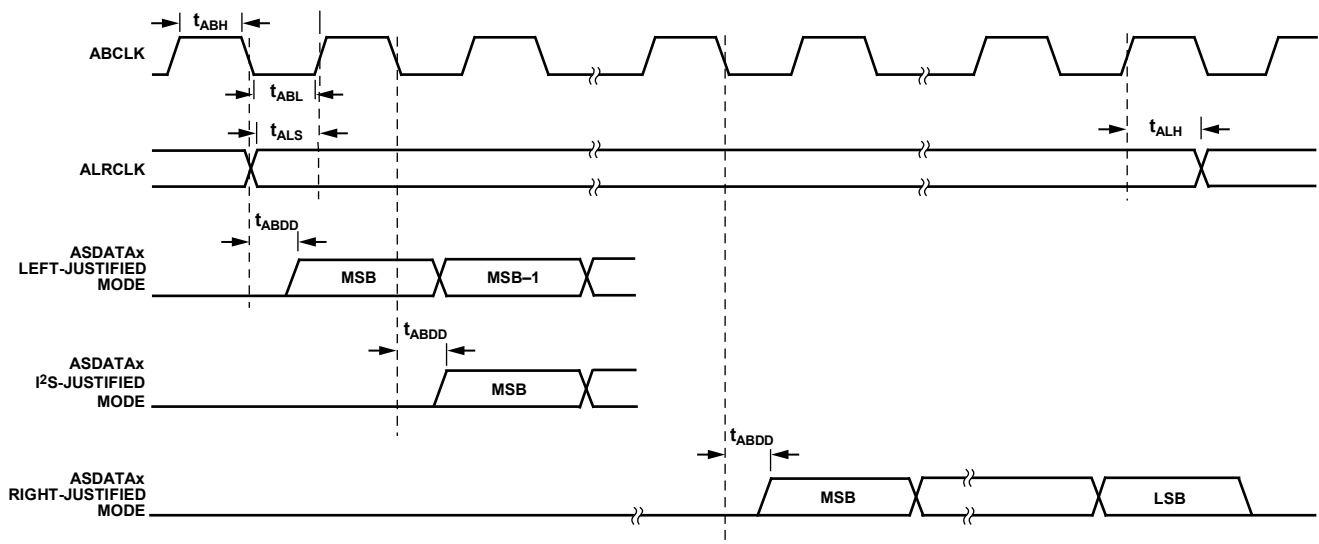 tABH
ABCLK
tABL
tALS
tALH
ALRCLK
tABDD
ASDATAx
LEFT-JUSTIFIED
MODE
MSB
MSB–1
tABDD
ASDATAx
I²S-JUSTIFIED
MODE
MSB
tABDD
ASDATAx
RIGHT-JUSTIFIED
MODE
MSB
LSB